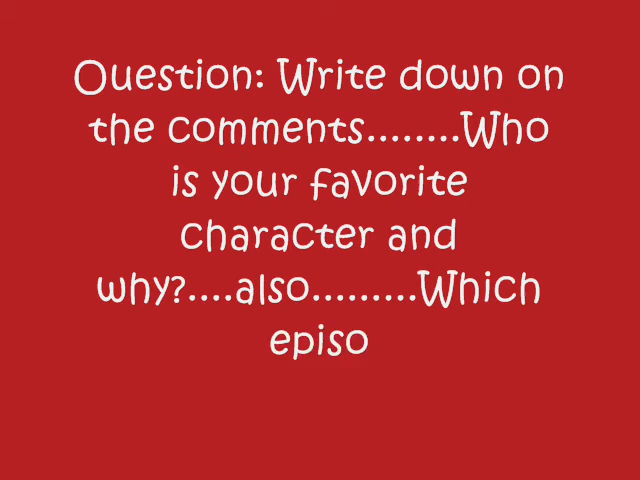 Question: Write down on
the comments........Who
is your favorite
character and
why?....also.........Which
episo